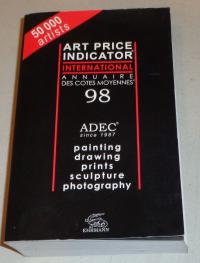 50 000
artists
ART PRICE
INDICATOR
INTERNATIONAL
ANNUAIRE
DES COTES MOYENNES
98
ADEC®
since 1987
painting
drawing
prints
sculpture
photography
EHRMANN